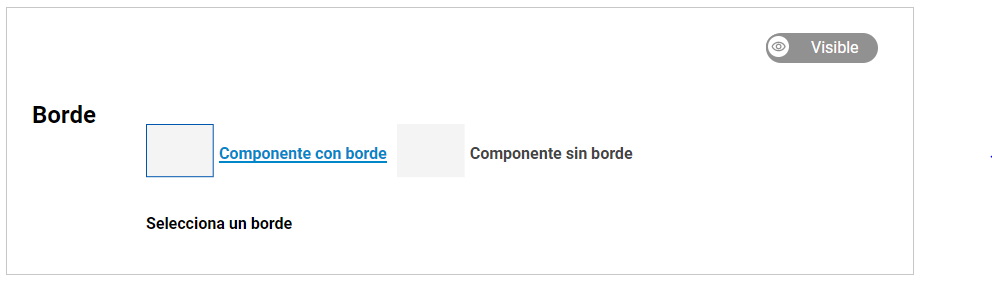 Visible
Borde
Componente con borde
Componente sin borde
Selecciona un borde